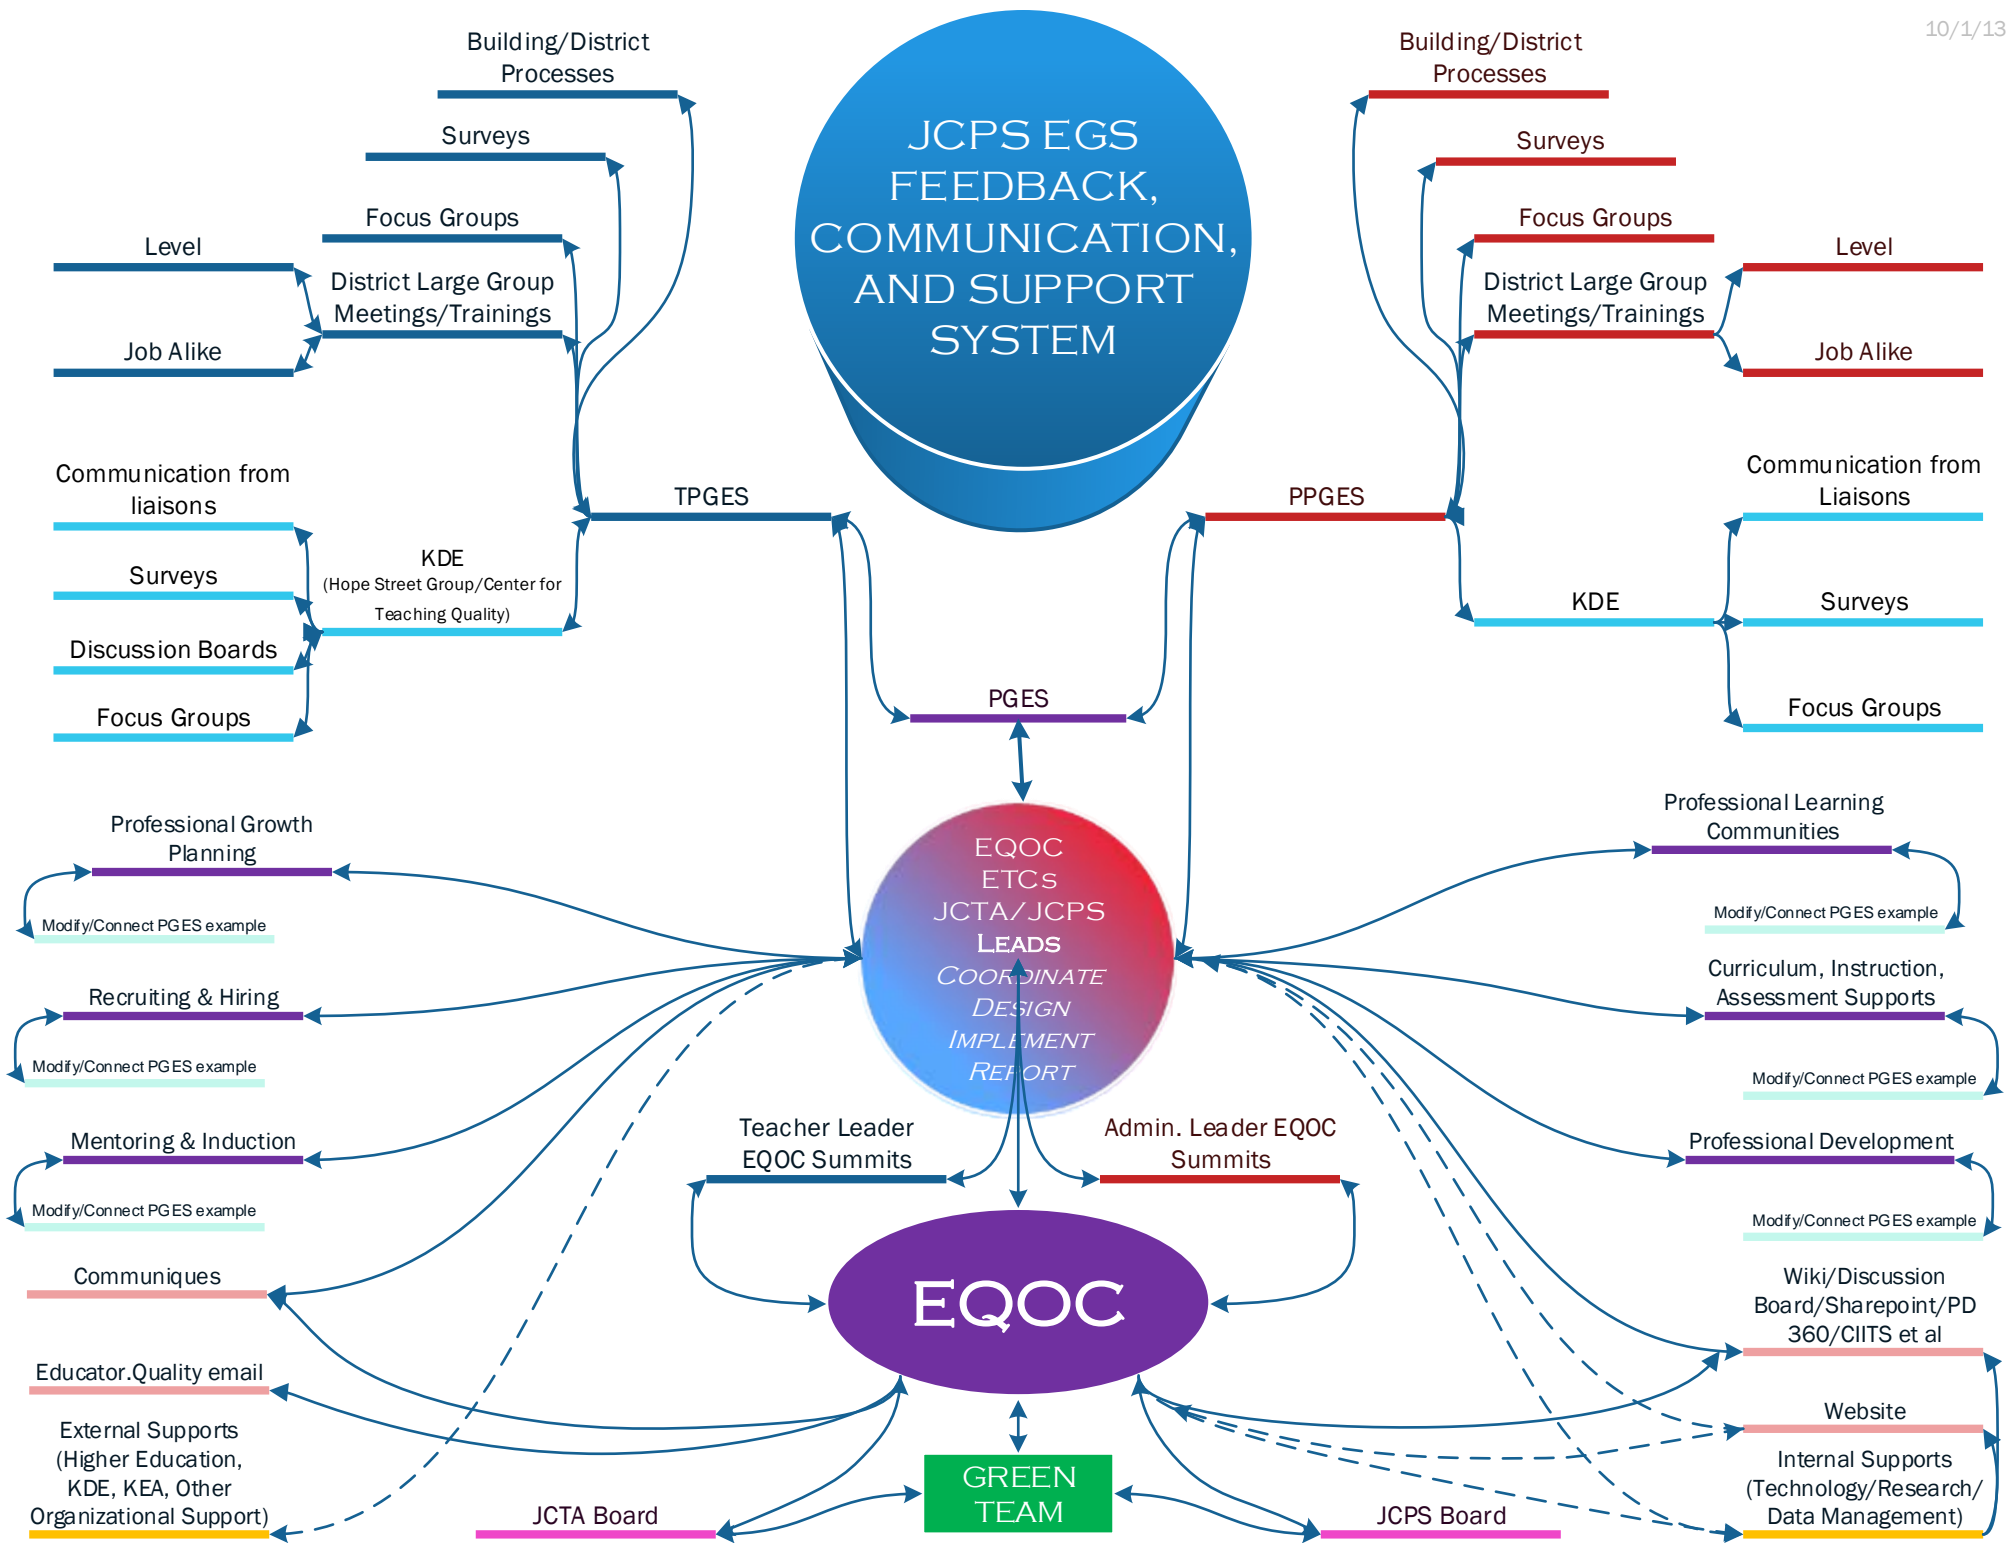 10/1/13
JCPS EGS
FEEDBACK,
COMMUNICATION,
AND SUPPORT
SYSTEM
Building/District
Processes
Surveys
Focus Groups
Level
District Large Group
Meetings/Trainings
Job Alike
Communication from
liaisons
Surveys
Discussion Boards
Focus Groups
KDE
(Hope Street Group/Center for
Teaching Quality)
TPGES
Building/District
Processes
Surveys
Focus Groups
District Large Group
Meetings/Trainings
Level
Job Alike
PPGES
Communication from
Liaisons
KDE
Surveys
Focus Groups
PGES
EQOC
ETCs
JCTA/JCPS
LEADS
COORDINATE
DESIGN
IMPLEMENT
REPORT
Professional Growth
Planning
Modify/Connect PGES example
Recruiting & Hiring
Modify/Connect PGES example
Mentoring & Induction
Modify/Connect PGES example
Communiques
Educator.Quality email
External Supports
(Higher Education,
KDE, KEA, Other
Organizational Support)
Professional Learning
Communities
Modify/Connect PGES example
Curriculum, Instruction,
Assessment Supports
Modify/Connect PGES example
Professional Development
Modify/Connect PGES example
Wiki/Discussion
Board/Sharepoint/PD
360/CIITS et al
Website
Internal Supports
(Technology/Research/
Data Management)
Teacher Leader
EQOC Summits
Admin. Leader EQOC
Summits
EQOC
GREEN
TEAM
JCTA Board
JCPS Board